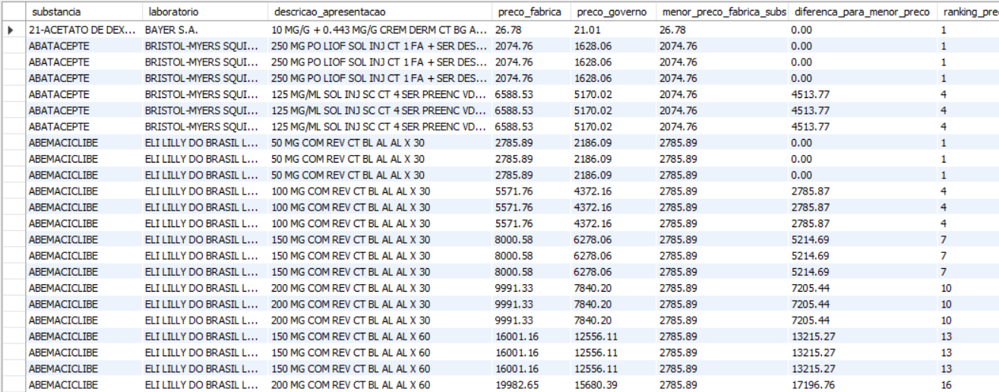 substancia laboratorio descricao_apresentacao preco_fabrica preco_governo menor_preco_fabrica_subs diferenca_para_menor_preco ranking_pre
21-ACETATO DE DEX... BAYER S.A. 10 MG/G + 0.443 MG/G CREM DERM CT BG A... 26.78 21.01 26.78 0.00 1
ABATACEPTE BRISTOL-MYERS SQUI... 250 MG PO LIOF SOL INJ CT 1 FA + SER DES... 2074.76 1628.06 2074.76 0.00 1
ABATACEPTE BRISTOL-MYERS SQUI... 250 MG PO LIOF SOL INJ CT 1 FA + SER DES... 2074.76 1628.06 2074.76 0.00 1
ABATACEPTE BRISTOL-MYERS SQUI... 250 MG PO LIOF SOL INJ CT 1 FA + SER DES... 2074.76 1628.06 2074.76 0.00 1
ABATACEPTE BRISTOL-MYERS SQUI... 125 MG/ML SOL INJ SC CT 4 SER PREENC VD... 6588.53 5170.02 2074.76 4513.77 4
ABATACEPTE BRISTOL-MYERS SQUI... 125 MG/ML SOL INJ SC CT 4 SER PREENC VD... 6588.53 5170.02 2074.76 4513.77 4
ABATACEPTE BRISTOL-MYERS SQUI... 125 MG/ML SOL INJ SC CT 4 SER PREENC VD... 6588.53 5170.02 2074.76 4513.77 4
ABEMACICLIBE ELI LILLY DO BRASIL L... 50 MG COM REV CT BL AL AL X 30 2785.89 2186.09 2785.89 0.00 1
ABEMACICLIBE ELI LILLY DO BRASIL L... 50 MG COM REV CT BL AL AL X 30 2785.89 2186.09 2785.89 0.00 1
ABEMACICLIBE ELI LILLY DO BRASIL L... 50 MG COM REV CT BL AL AL X 30 2785.89 2186.09 2785.89 0.00 1
ABEMACICLIBE ELI LILLY DO BRASIL L... 100 MG COM REV CT BL AL AL X 30 5571.76 4372.16 2785.89 2785.87 4
ABEMACICLIBE ELI LILLY DO BRASIL L... 100 MG COM REV CT BL AL AL X 30 5571.76 4372.16 2785.89 2785.87 4
ABEMACICLIBE ELI LILLY DO BRASIL L... 100 MG COM REV CT BL AL AL X 30 5571.76 4372.16 2785.89 2785.87 4
ABEMACICLIBE ELI LILLY DO BRASIL L... 150 MG COM REV CT BL AL AL X 30 8000.58 6278.06 2785.89 5214.69 7
ABEMACICLIBE ELI LILLY DO BRASIL L... 150 MG COM REV CT BL AL AL X 30 8000.58 6278.06 2785.89 5214.69 7
ABEMACICLIBE ELI LILLY DO BRASIL L... 150 MG COM REV CT BL AL AL X 30 8000.58 6278.06 2785.89 5214.69 7
ABEMACICLIBE ELI LILLY DO BRASIL L... 200 MG COM REV CT BL AL AL X 30 9991.33 7840.20 2785.89 7205.44 10
ABEMACICLIBE ELI LILLY DO BRASIL L... 200 MG COM REV CT BL AL AL X 30 9991.33 7840.20 2785.89 7205.44 10
ABEMACICLIBE ELI LILLY DO BRASIL L... 200 MG COM REV CT BL AL AL X 30 9991.33 7840.20 2785.89 7205.44 10
ABEMACICLIBE ELI LILLY DO BRASIL L... 150 MG COM REV CT BL AL AL X 60 16001.16 12556.11 2785.89 13215.27 13
ABEMACICLIBE ELI LILLY DO BRASIL L... 150 MG COM REV CT BL AL AL X 60 16001.16 12556.11 2785.89 13215.27 13
ABEMACICLIBE ELI LILLY DO BRASIL L... 150 MG COM REV CT BL AL AL X 60 16001.16 12556.11 2785.89 13215.27 13
ABEMACICLIBE ELI LILLY DO BRASIL L... 200 MG COM REV CT BL AL AL X 60 19982.65 15680.39 2785.89 17196.76 16